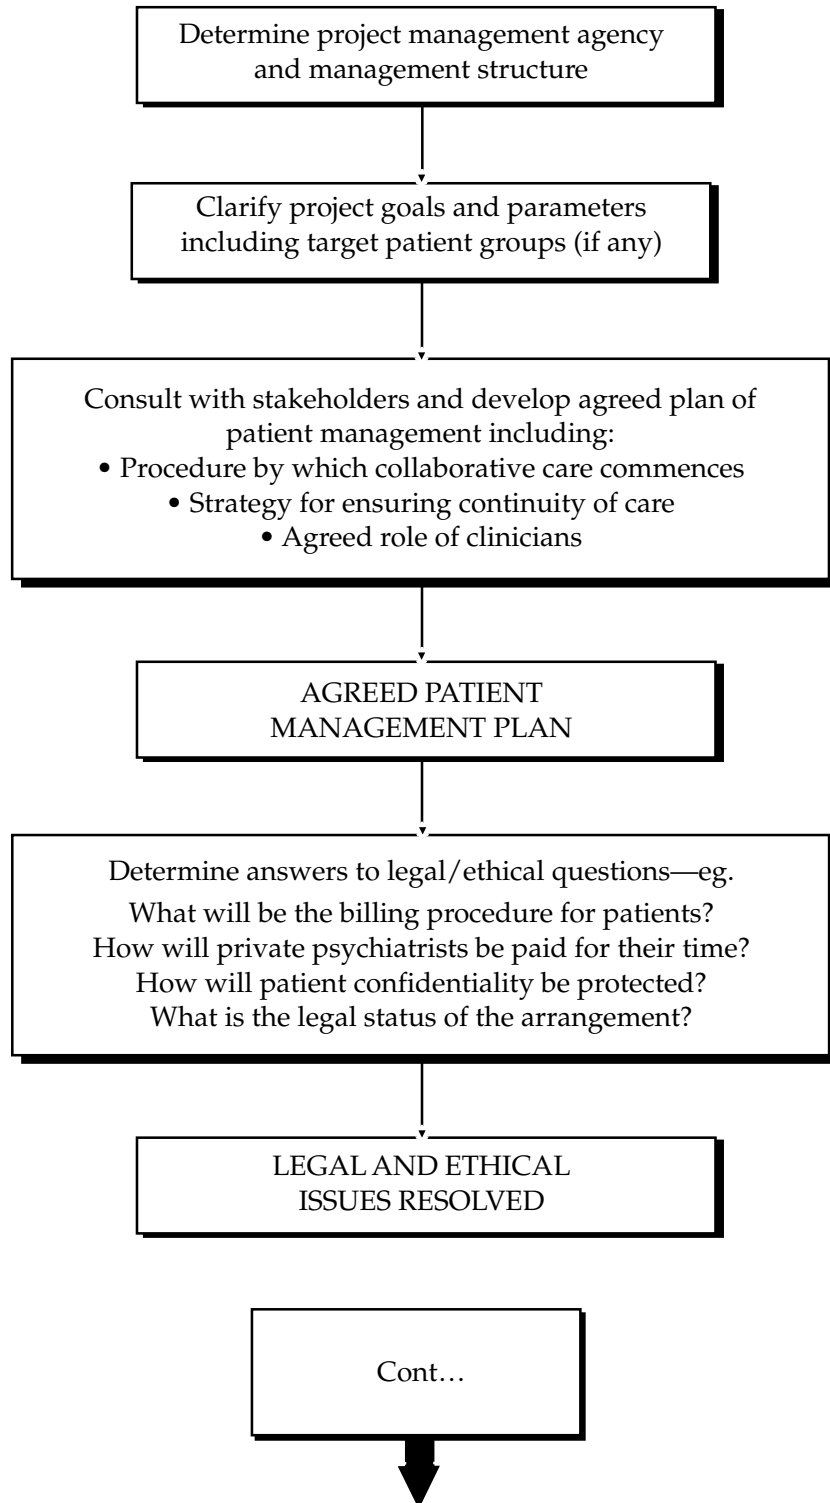 Determine project management agency
and management structure
Clarify project goals and parameters
including target patient groups (if any)
Consult with stakeholders and develop agreed plan of
patient management including:
• Procedure by which collaborative care commences
• Strategy for ensuring continuity of care
• Agreed role of clinicians
AGREED PATIENT
MANAGEMENT PLAN
Determine answers to legal/ethical questions—eg.
What will be the billing procedure for patients?
How will private psychiatrists be paid for their time?
How will patient confidentiality be protected?
What is the legal status of the arrangement?
LEGAL AND ETHICAL
ISSUES RESOLVED
Cont…